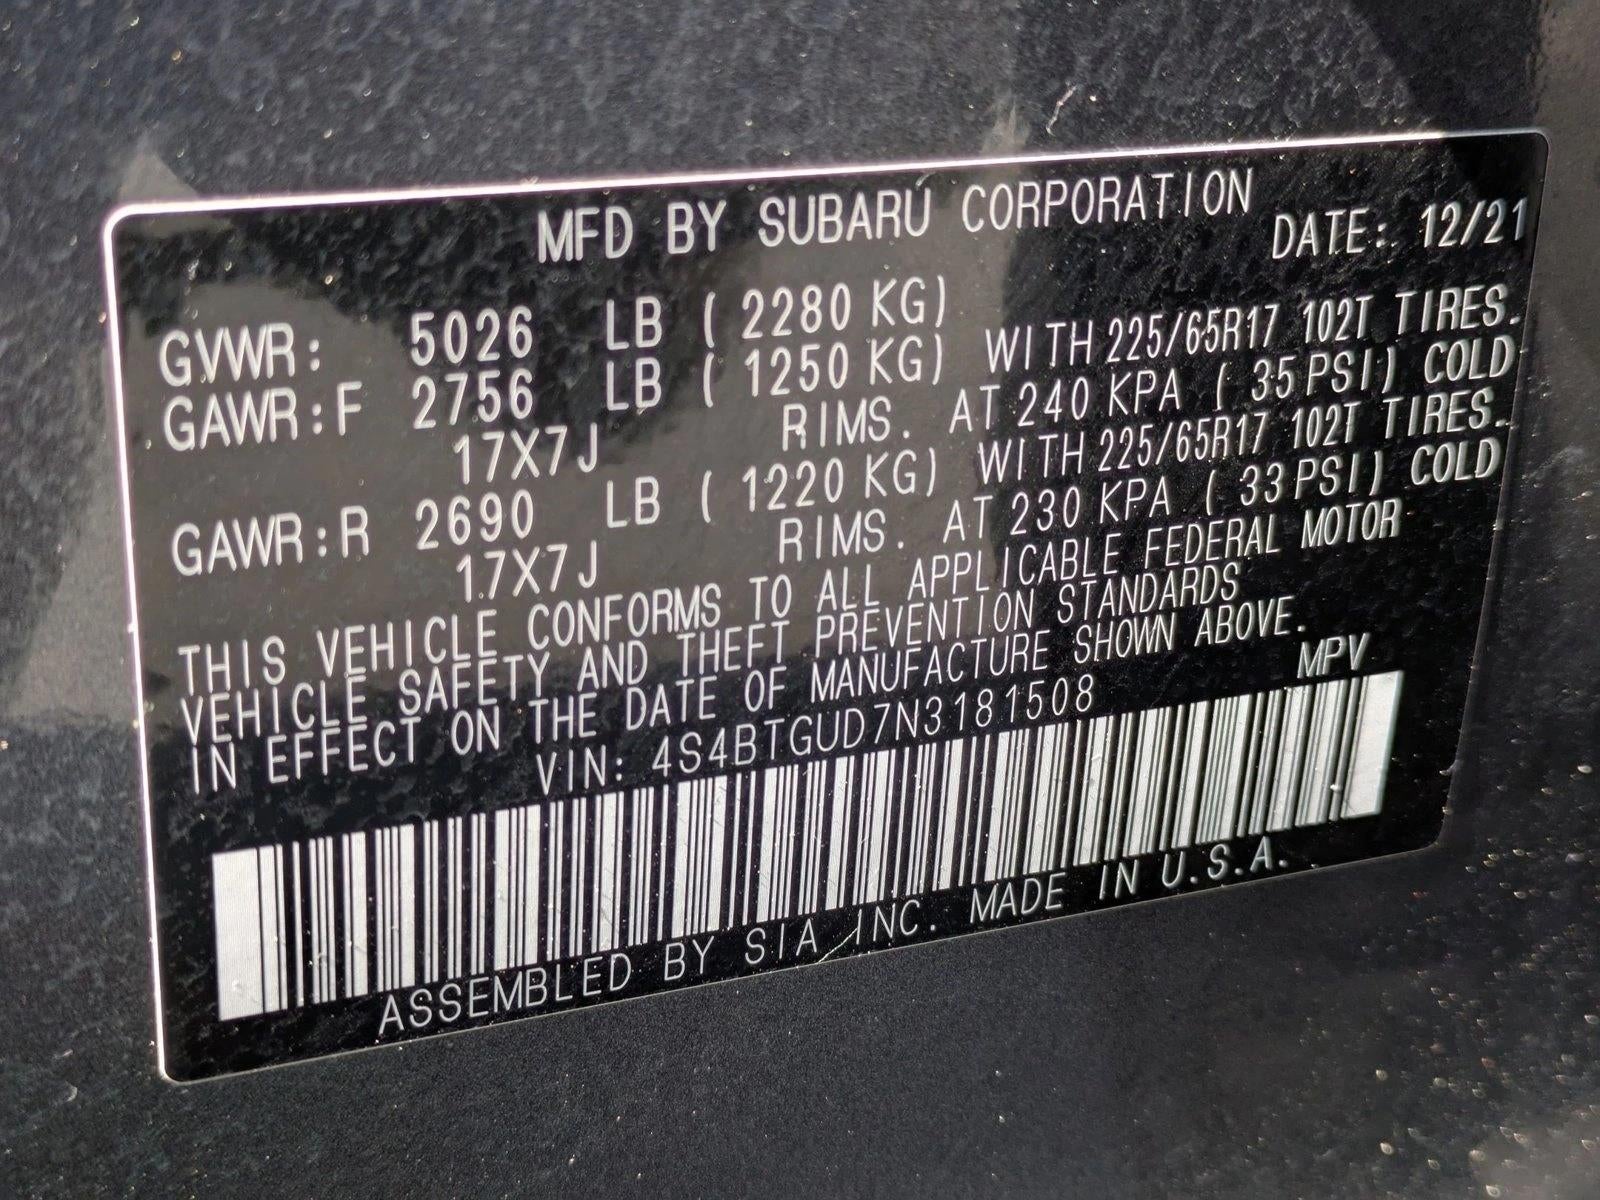 MFD BY SUBARU CORPORATION
DATE: 12/21
GVWR: 5026 LB ( 2280 KG)
GAWR:F 2756 LB ( 1250 KG) WITH 225/65R17 102T TIRES.
17X7J RIMS. AT 240 KPA ( 35PSI) COLD
GAWR:R 2690 LB ( 1220 KG) WITH 225/65R17 102T TIRES.
17X7J RIMS. AT 230 KPA ( 33PSI) COLD
THIS VEHICLE CONFORMS TO ALL APPLICABLE FEDERAL MOTOR
VEHICLE SAFETY AND THEFT PREVENTION STANDARDS
IN EFFECT ON THE DATE OF MANUFACTURE SHOWN ABOVE.
VIN: 4S4BTGUD7N3181508 MPV
ASSEMBLED BY SIA INC. MADE IN U.S.A.